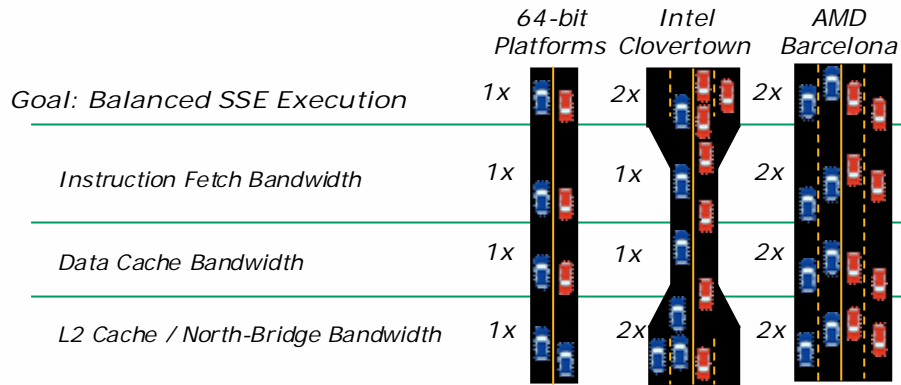 64-bit Intel AMD
Platforms Clovertown Barcelona
Goal: Balanced SSE Execution 1x 2x 2x
Instruction Fetch Bandwidth 1x 1x 2x
Data Cache Bandwidth 1x 1x 2x
L2 Cache / North-Bridge Bandwidth 1x 2x 2x